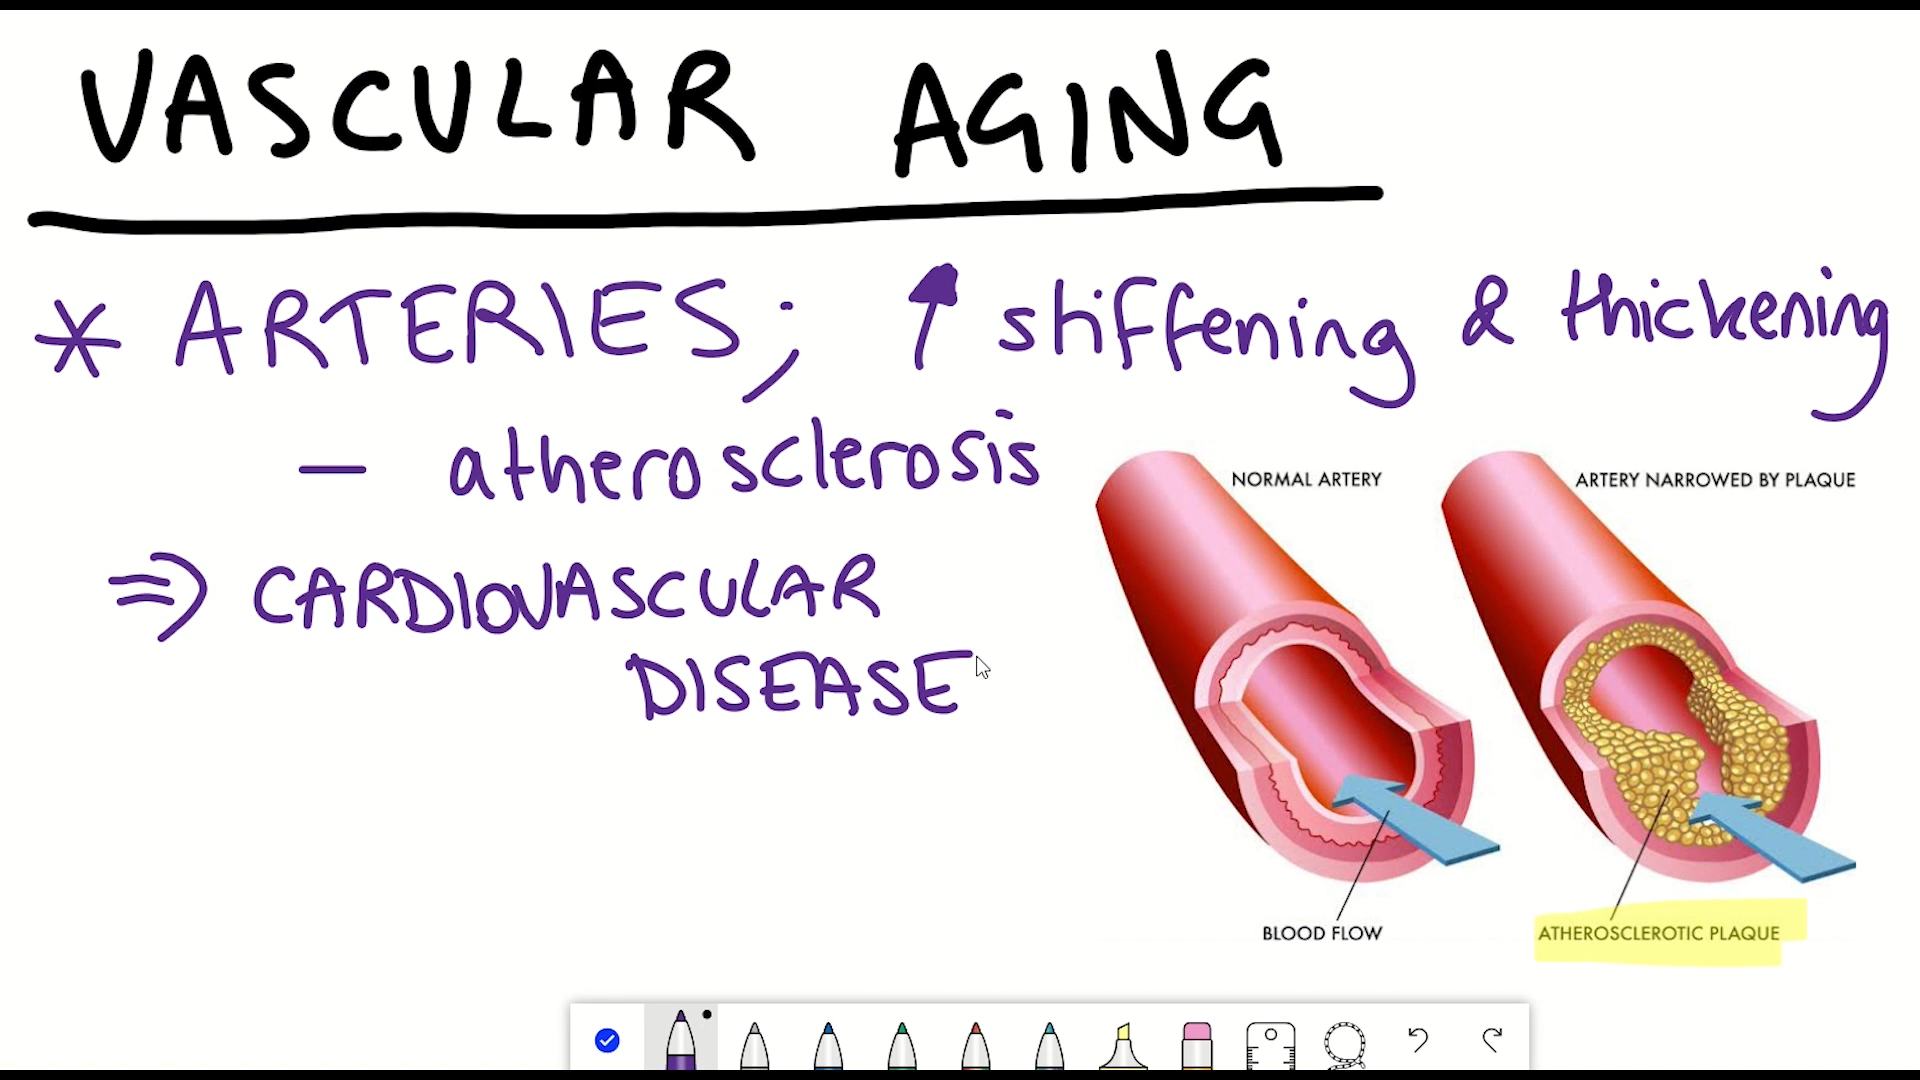 VASCULAR AGING
* ARTERIES; ↑ stiffening & thickening
- atherosclerosis
⇒ CARDIOVASCULAR
DISEASE
NORMAL ARTERY
ARTERY NARROWED BY PLAQUE
BLOOD FLOW
ATHEROSCLEROTIC PLAQUE